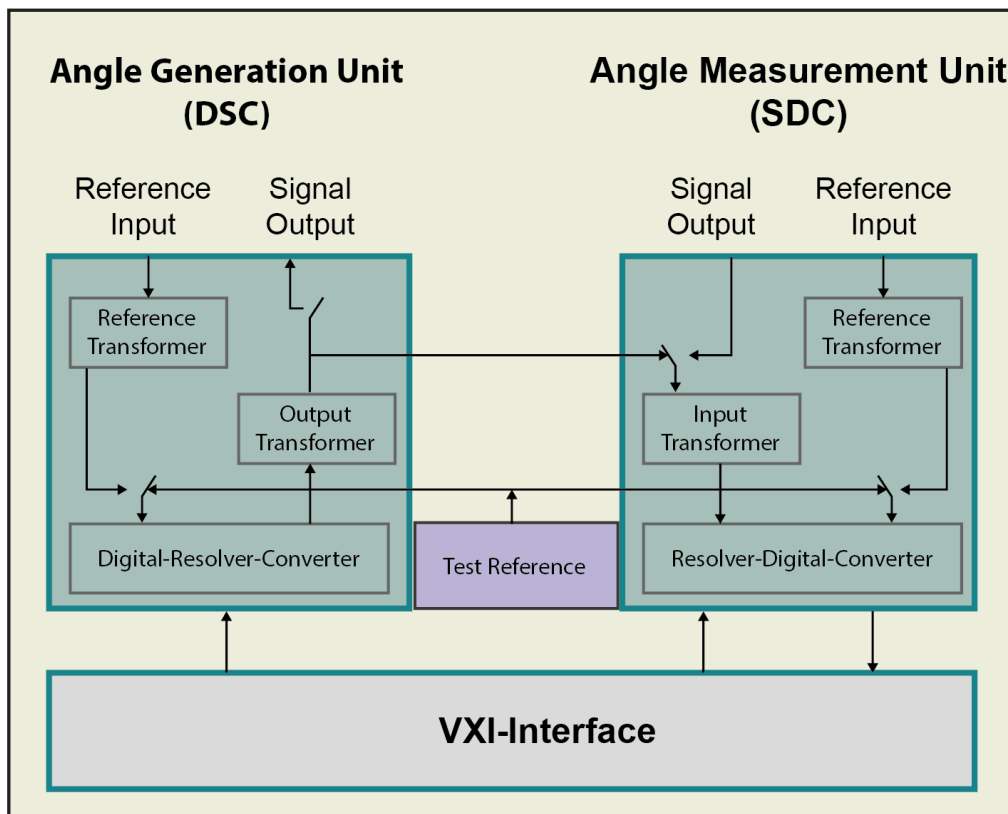 Angle Generation Unit
(DSC)
Angle Measurement Unit
(SDC)
Reference
Input
Signal
Output
Signal
Output
Reference
Input
Reference
Transformer
Output
Transformer
Digital-Resolver-Converter
Test Reference
Input
Transformer
Reference
Transformer
Resolver-Digital-Converter
VXI-Interface